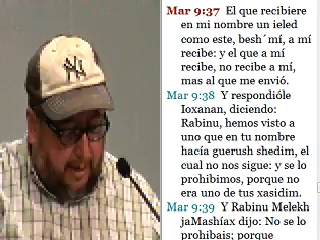 NY
Mar 9:37 El que recibiere
en mi nombre un ieled
como este, besh´mí, a mí
recibe: y el que a mí
recibe, no recibe a mí,
mas al que me envió.
Mar 9:38 Y respondióle
Ioxanan, diciendo:
Rabinu, hemos visto a
uno que en tu nombre
hacía guerush shedim, el
cual no nos sigue: y se lo
prohibimos, porque no
era uno de tus xasidim.
Mar 9:39 Y Rabinu Melekh
jaMashíax dijo: No se lo
prohibais; porque